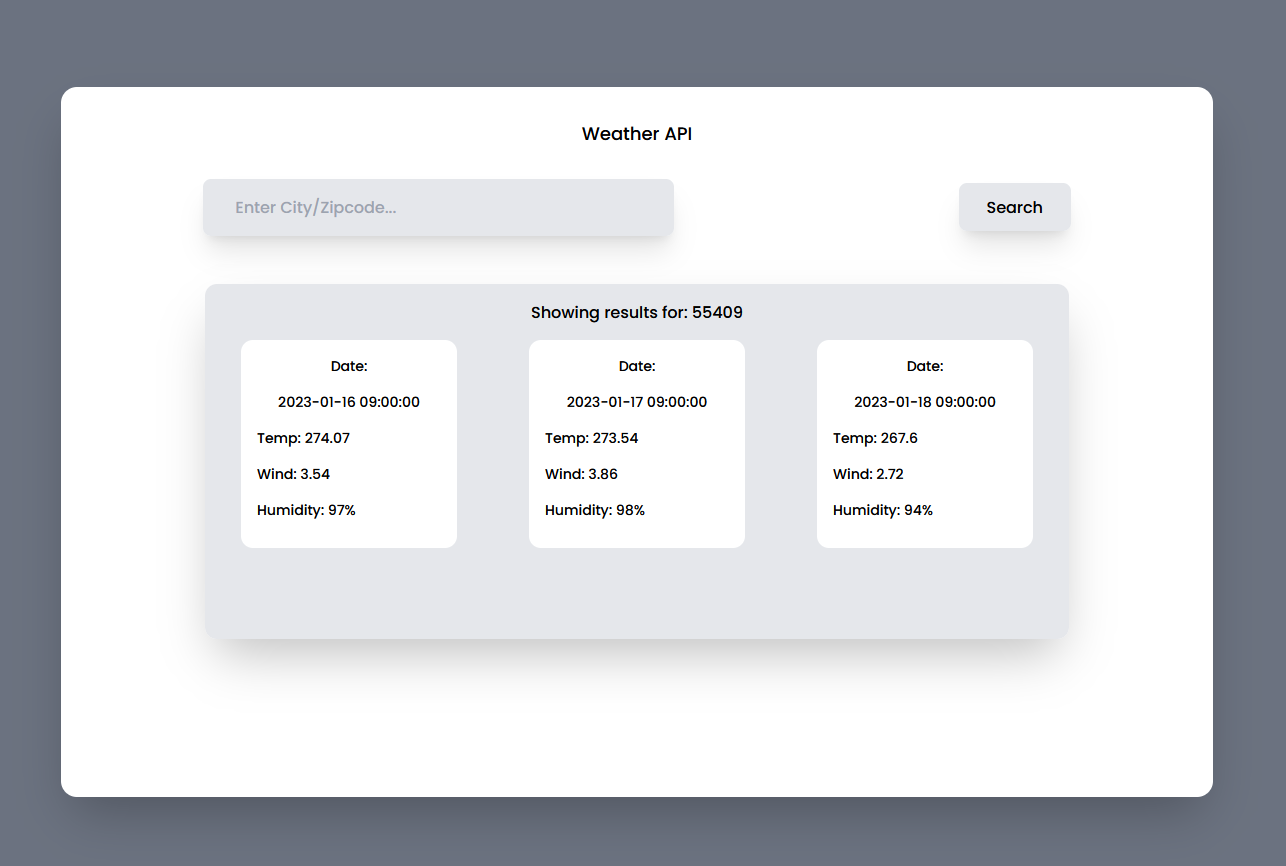 Weather API
Enter City/Zipcode...
Search
Showing results for: 55409
Date:
2023-01-16 09:00:00
Temp: 274.07
Wind: 3.54
Humidity: 97%
Date:
2023-01-17 09:00:00
Temp: 273.54
Wind: 3.86
Humidity: 98%
Date:
2023-01-18 09:00:00
Temp: 267.6
Wind: 2.72
Humidity: 94%